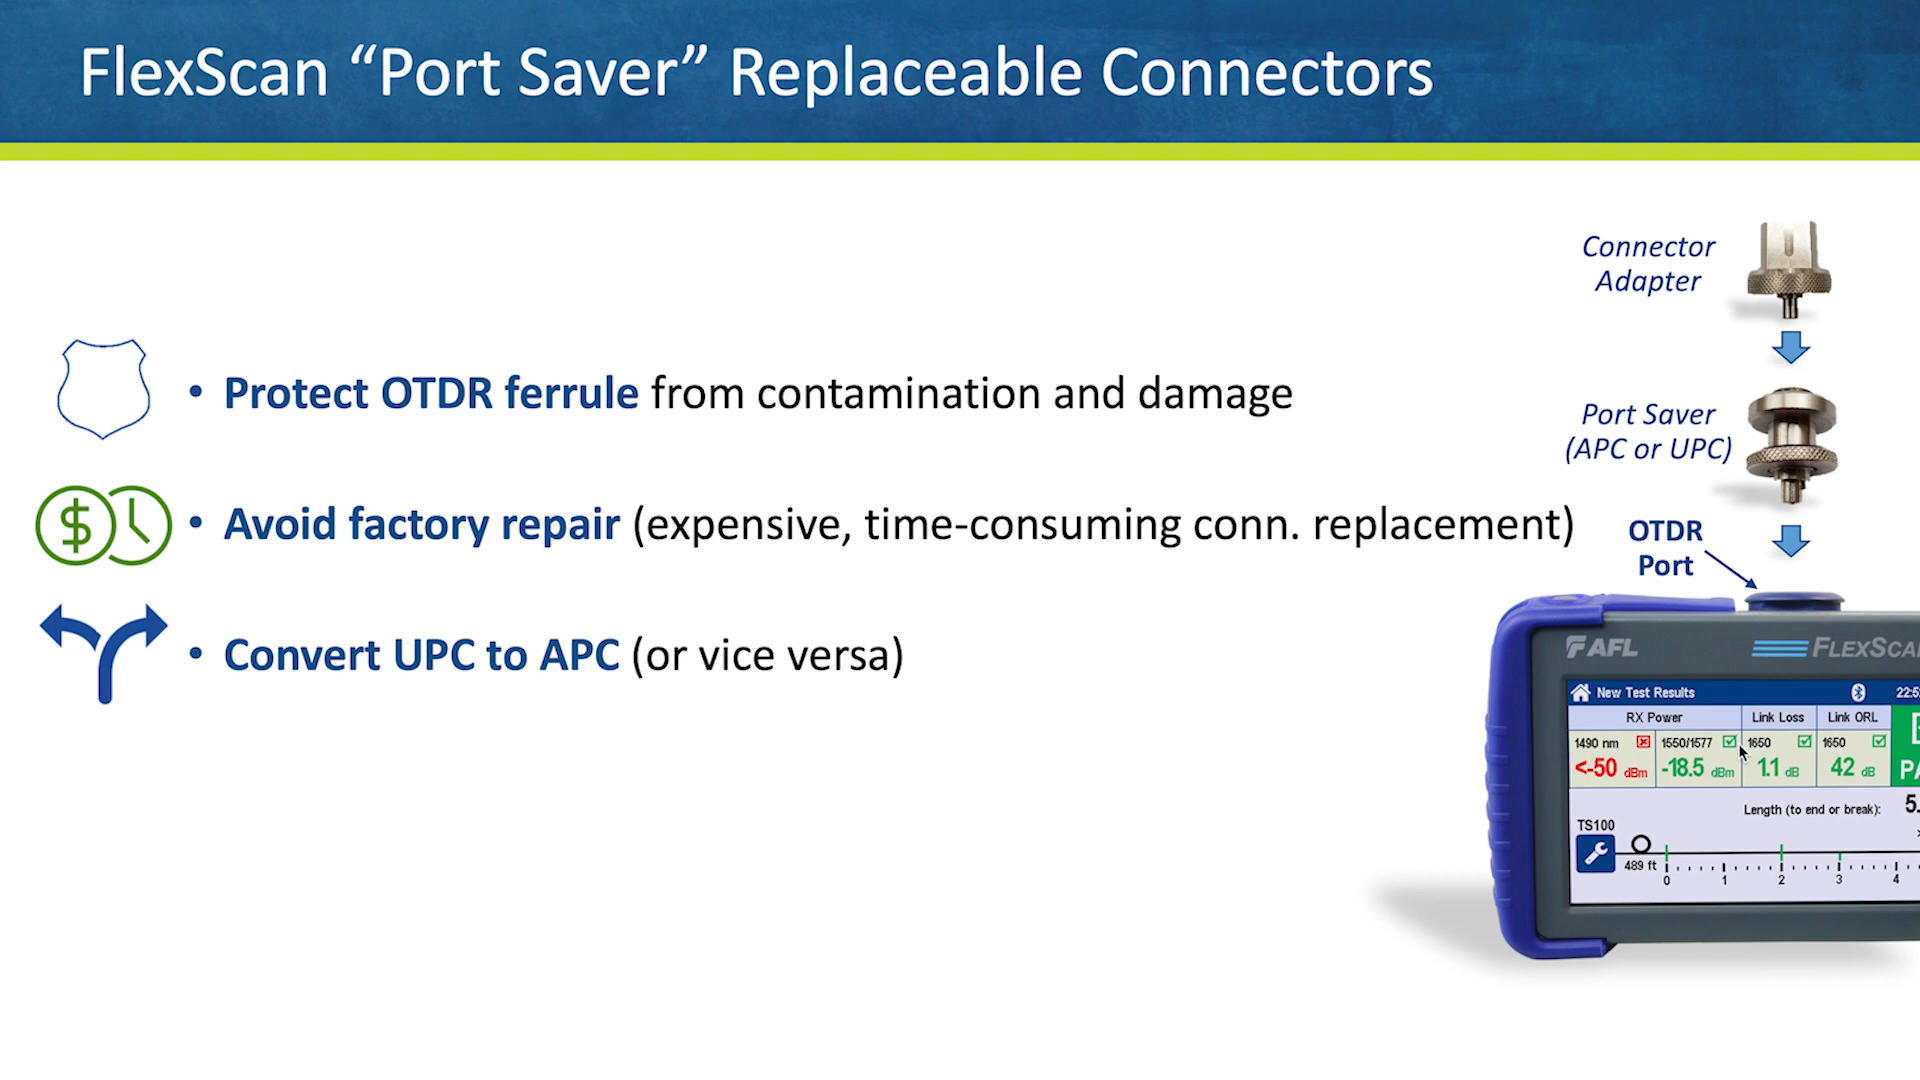 FlexScan “Port Saver” Replaceable Connectors
Connector
Adapter
• Protect OTDR ferrule from contamination and damage
Port Saver
(APC or UPC)
• Avoid factory repair (expensive, time-consuming conn. replacement)
OTDR
Port
• Convert UPC to APC (or vice versa)
AFL
New Test Results
RX Power Link Loss Link ORL
1490 nm 1550/1577 1650 1650
<-50 dBm -18.5 dBm 1.1 dB 42 dB
Length (to end or break):
TS100
489 ft
0 1 2 3 4